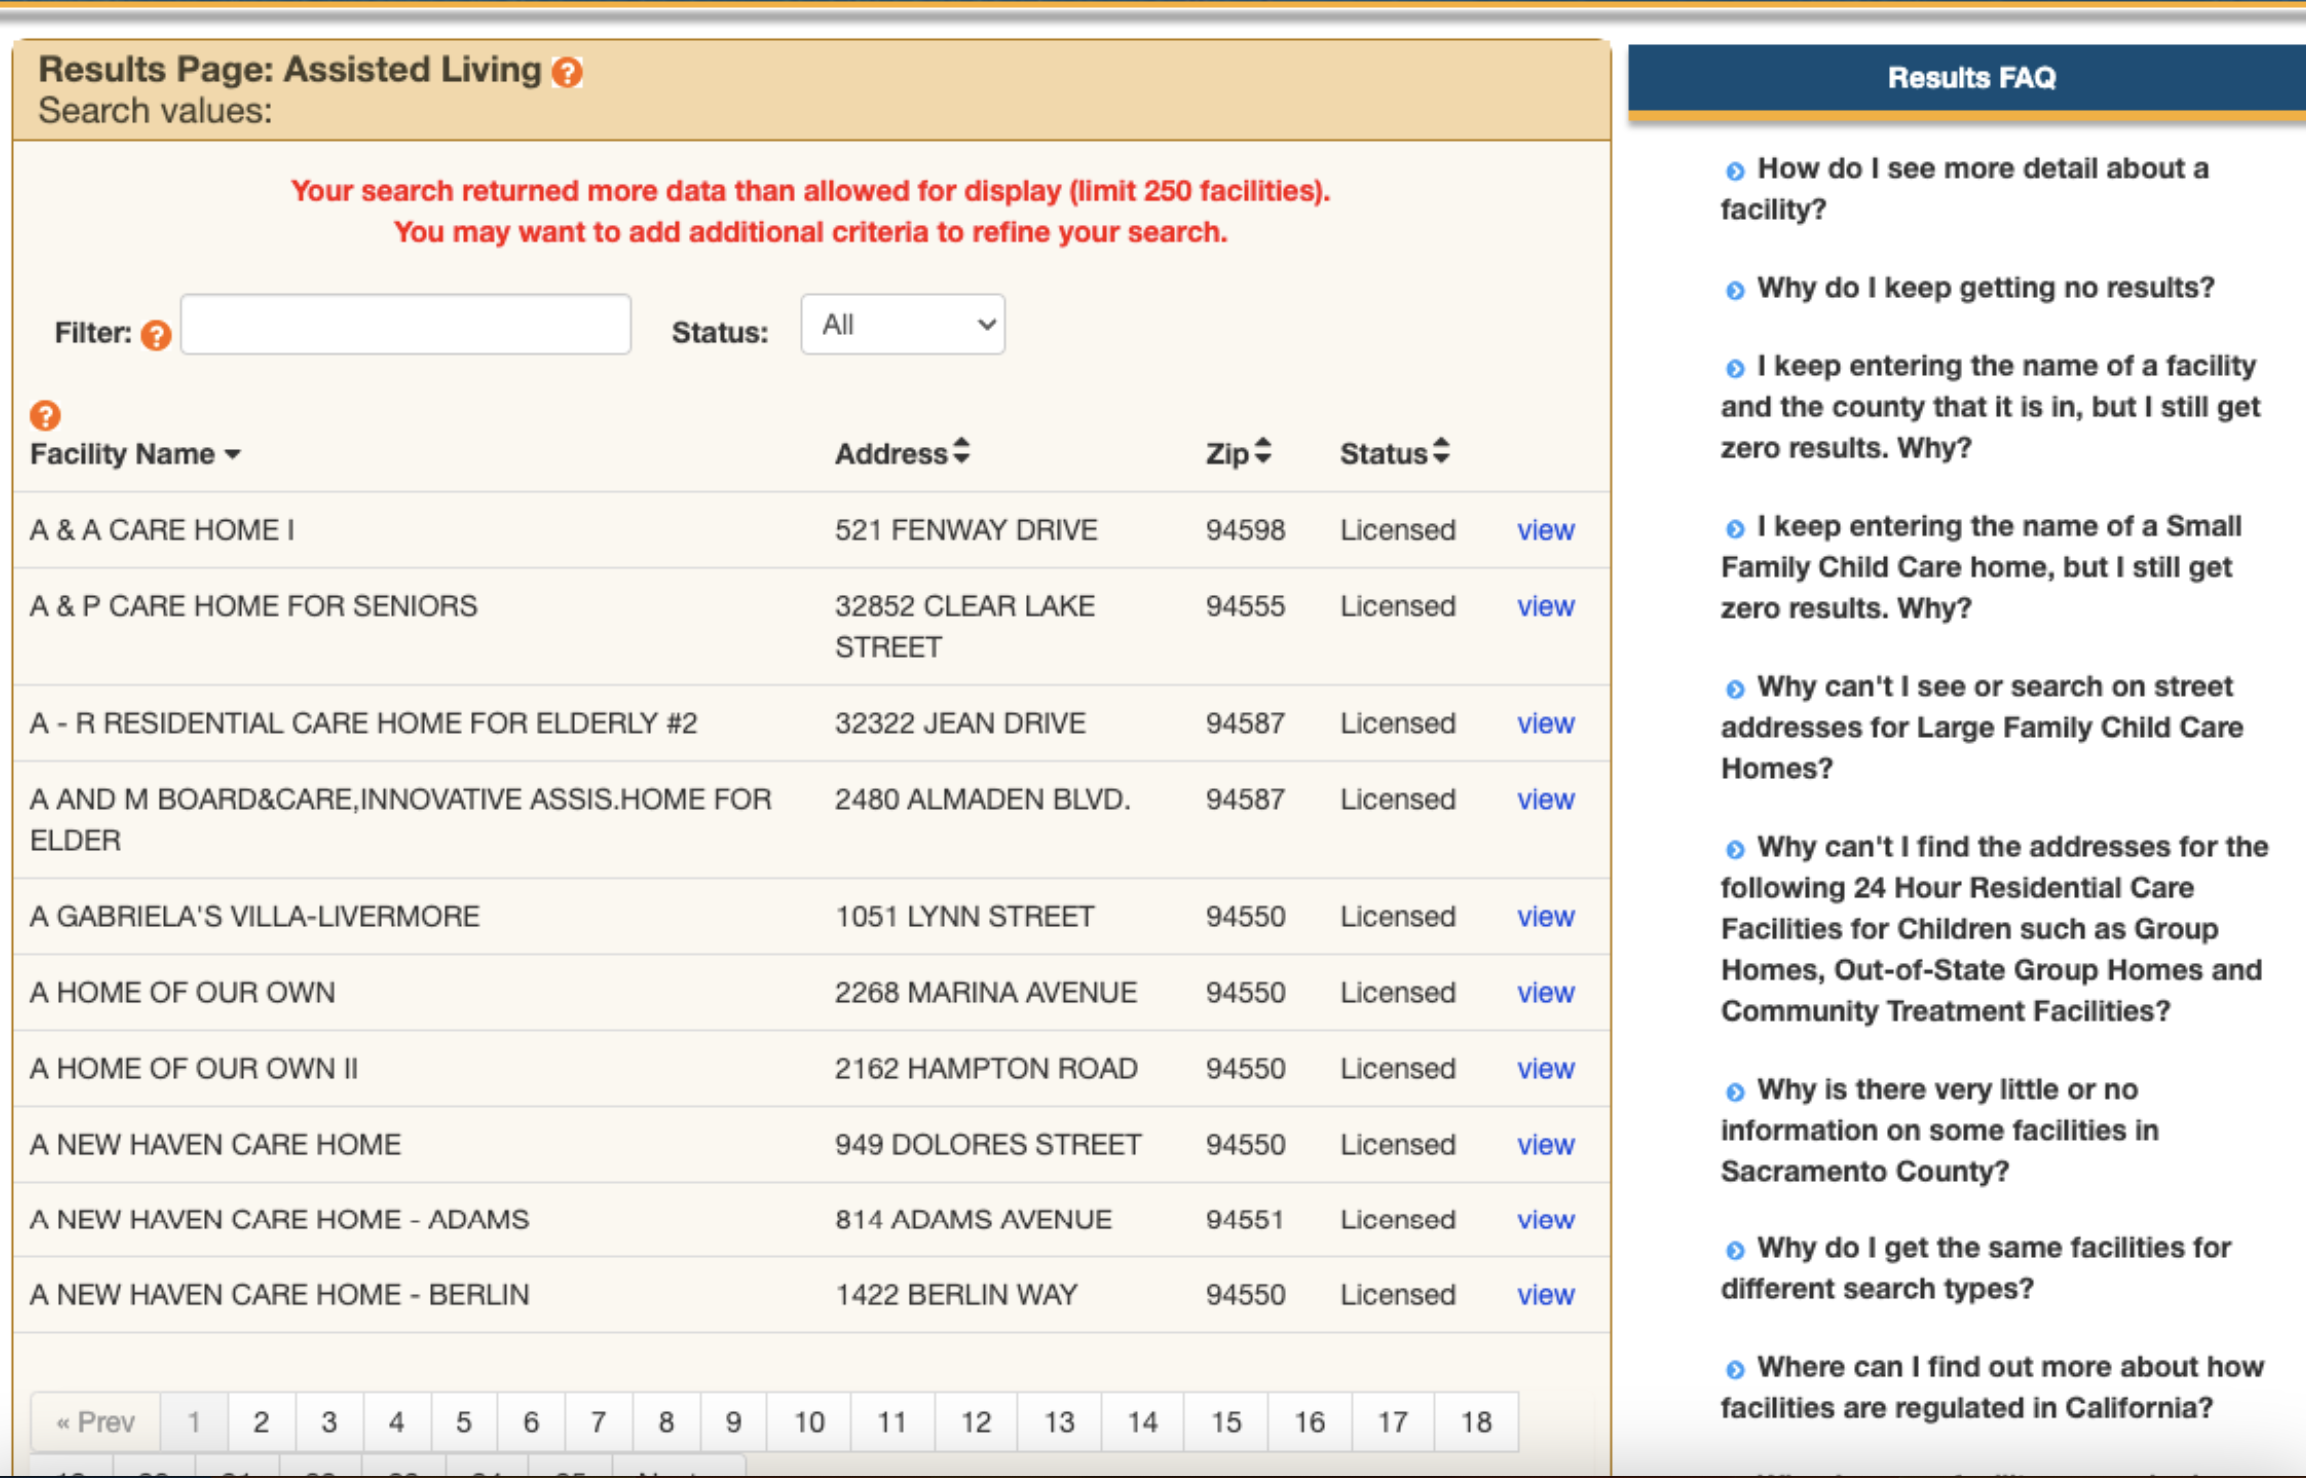 Results Page: Assisted Living
Search values:
Your search returned more data than allowed for display (limit 250 facilities).
You may want to add additional criteria to refine your search.
Filter:
Status: All
Facility Name Address Zip Status
A & A CARE HOME I 521 FENWAY DRIVE 94598 Licensed view
A & P CARE HOME FOR SENIORS 32852 CLEAR LAKE 94555 Licensed view
STREET
A - R RESIDENTIAL CARE HOME FOR ELDERLY #2 32322 JEAN DRIVE 94587 Licensed view
A AND M BOARD&CARE,INNOVATIVE ASSIS.HOME FOR 2480 ALMADEN BLVD. 94587 Licensed view
ELDER
A GABRIELA'S VILLA-LIVERMORE 1051 LYNN STREET 94550 Licensed view
A HOME OF OUR OWN 2268 MARINA AVENUE 94550 Licensed view
A HOME OF OUR OWN II 2162 HAMPTON ROAD 94550 Licensed view
A NEW HAVEN CARE HOME 949 DOLORES STREET 94550 Licensed view
A NEW HAVEN CARE HOME - ADAMS 814 ADAMS AVENUE 94551 Licensed view
A NEW HAVEN CARE HOME - BERLIN 1422 BERLIN WAY 94550 Licensed view
« Prev 1 2 3 4 5 6 7 8 9 10 11 12 13 14 15 16 17 18
Results FAQ
How do I see more detail about a
facility?
Why do I keep getting no results?
I keep entering the name of a facility
and the county that it is in, but I still get
zero results. Why?
I keep entering the name of a Small
Family Child Care home, but I still get
zero results. Why?
Why can't I see or search on street
addresses for Large Family Child Care
Homes?
Why can't I find the addresses for the
following 24 Hour Residential Care
Facilities for Children such as Group
Homes, Out-of-State Group Homes and
Community Treatment Facilities?
Why is there very little or no
information on some facilities in
Sacramento County?
Why do I get the same facilities for
different search types?
Where can I find out more about how
facilities are regulated in California?